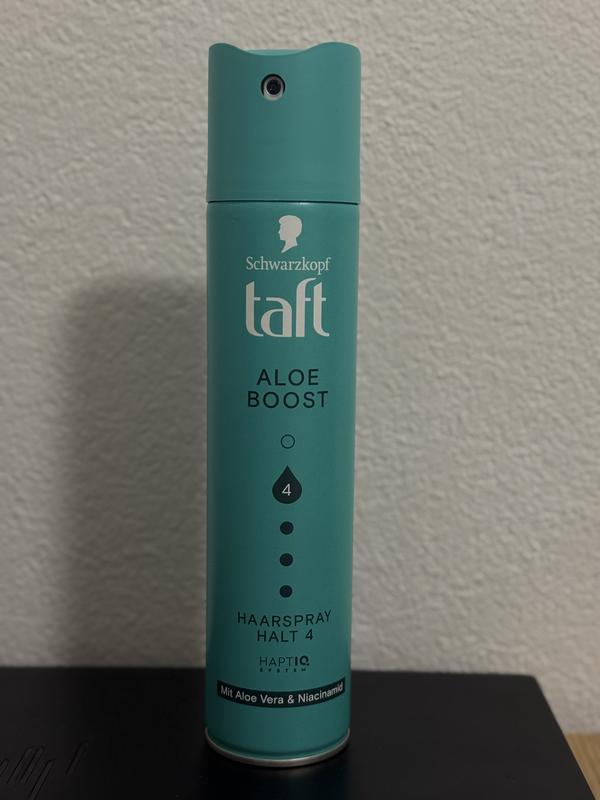 Schwarzkopf
taft
ALOE
BOOST
4
HAARSPRAY
HALT 4
HAPTIQ
SYSTEM
Mit Aloe Vera & Niacinamid